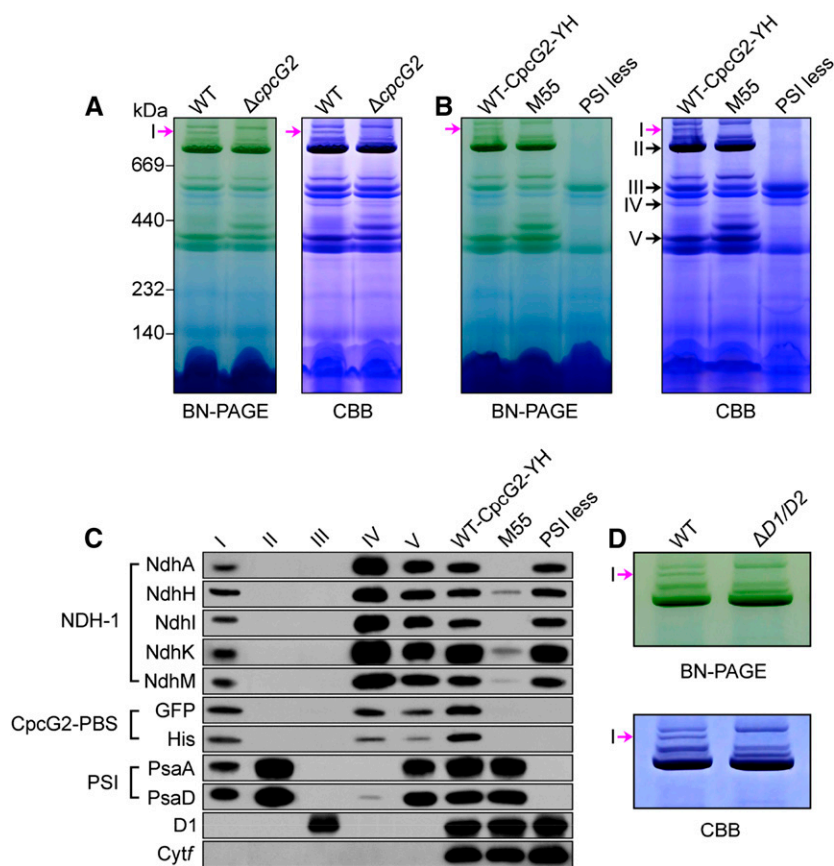 A
WT
ΔcpcG2
WT
ΔcpcG2
kDa
I
669
440
232
140
BN-PAGE
CBB
B
WT-CpcG2-YH
M55
PSI less
WT-CpcG2-YH
M55
PSI less
I
II
III
IV
V
BN-PAGE
CBB
C
I
II
III
IV
V
WT-CpcG2-YH
M55
PSI less
NDH-1
NdhA
NdhH
NdhI
NdhK
NdhM
CpcG2-PBS
GFP
His
PSI
PsaA
PsaD
D1
Cytf
D
WT
ΔD1/D2
I
BN-PAGE
I
CBB